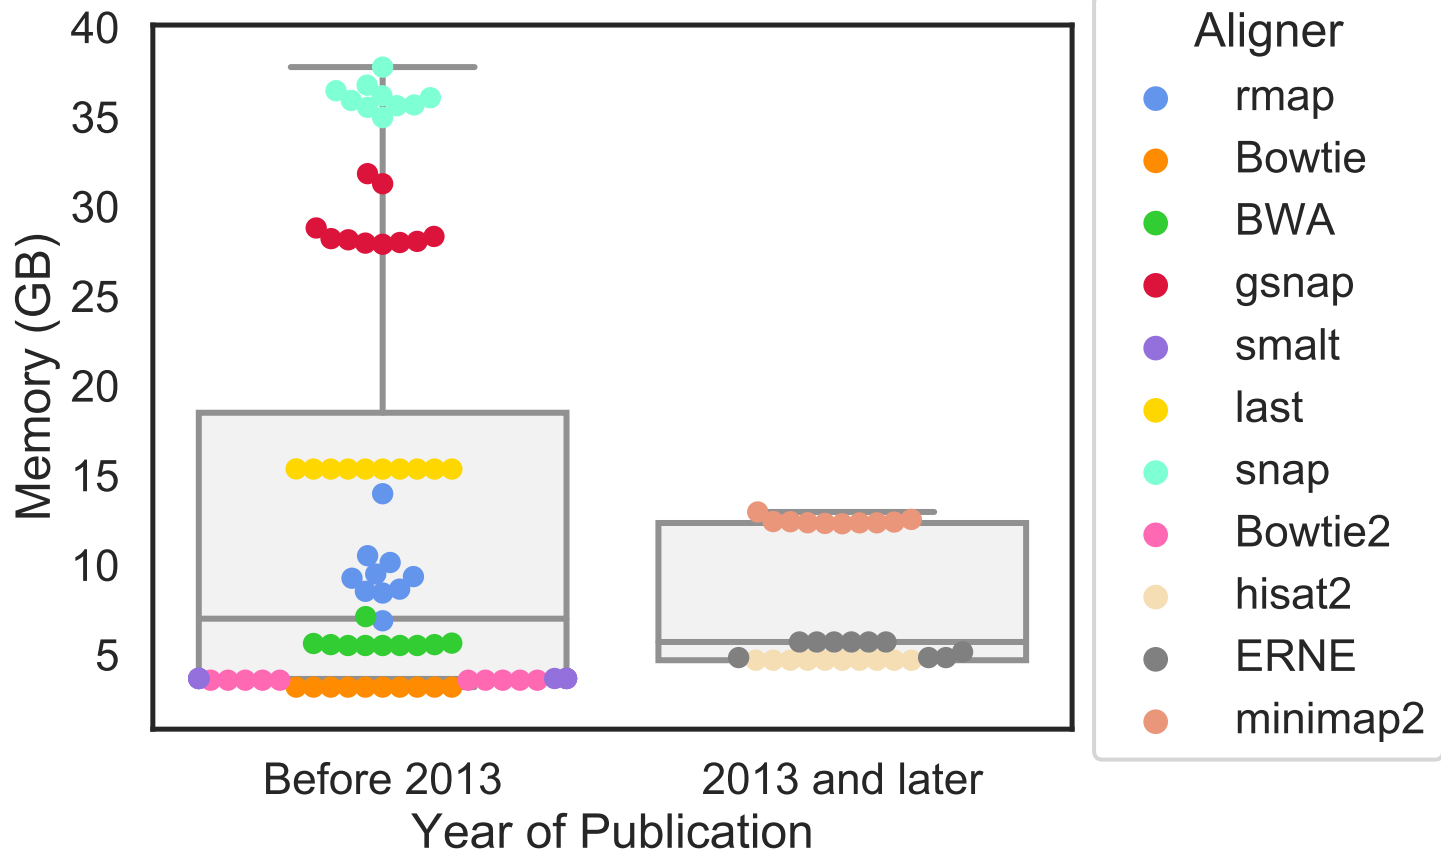 40
35
30
25
20
15
10
5
Memory (GB)
Before 2013
2013 and later
Year of Publication
Aligner
rmap
Bowtie
BWA
gsnap
smalt
last
snap
Bowtie2
hisat2
ERNE
minimap2